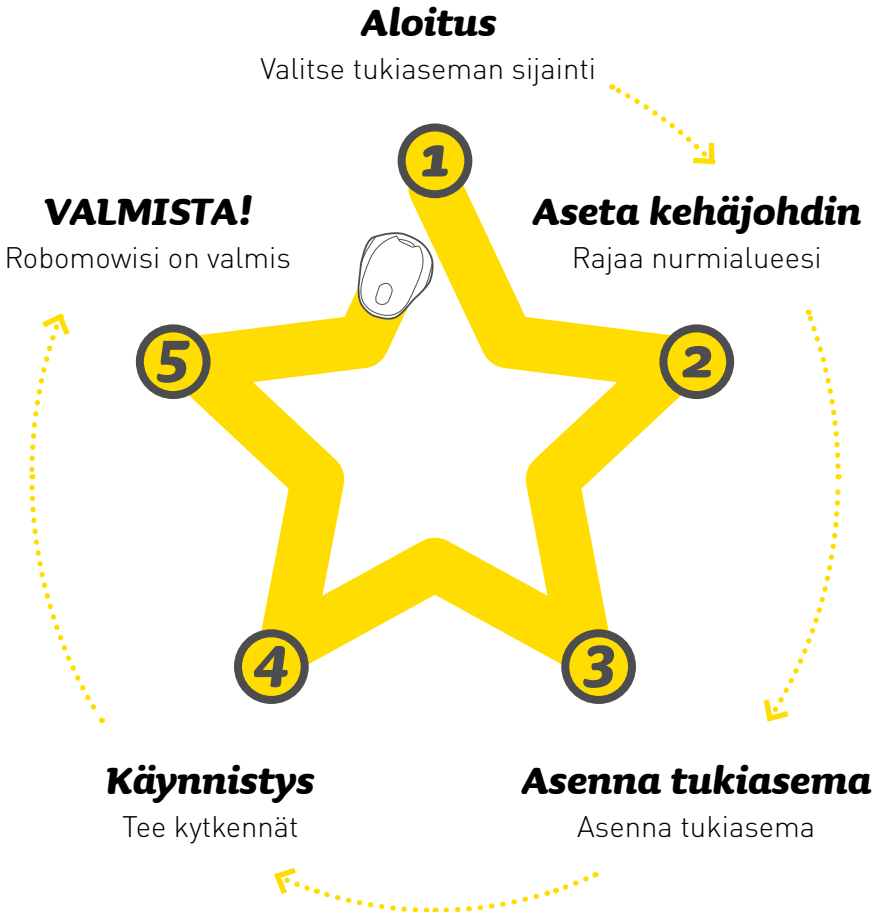 Aloitus
Valitse tukiaseman sijainti
1
Aseta kehäjohdin
Rajaa nurmialueesi
2
Asenna tukiasema
Asenna tukiasema
3
Käynnistys
Tee kytkennät
4
VALMISTA!
Robomowisi on valmis
5